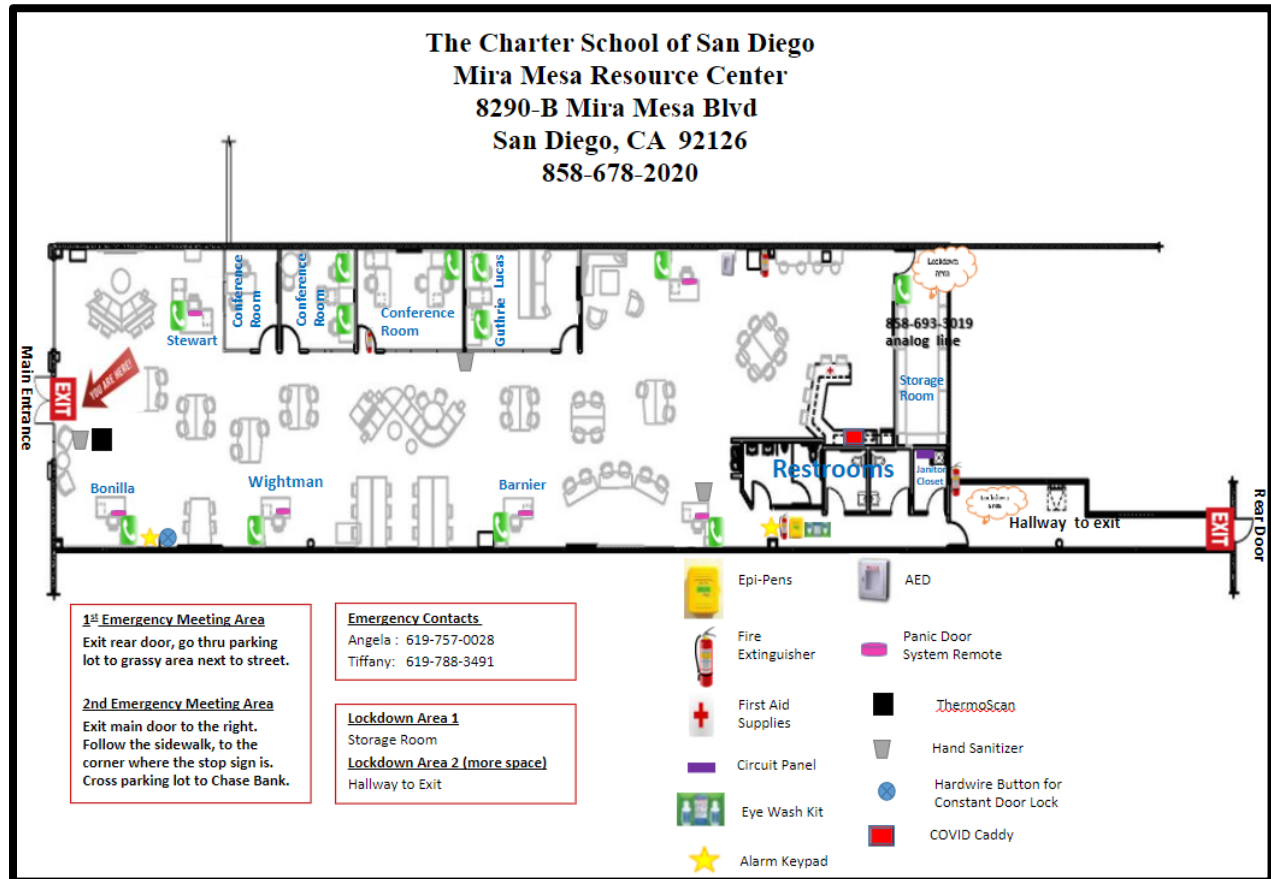 The Charter School of San Diego
Mira Mesa Resource Center
8290-B Mira Mesa Blvd
San Diego, CA  92126
858-678-2020
Main Entrance
EXIT
YOU ARE HERE!
Stewart
Conference
Room
Conference
Room
Conference
Room
Guthrie Lucas
Lockdown
area
858-693-3019
analog line
Storage
Room
Restrooms
Janitor
Closet
Lockdown
area
Hallway to exit
EXIT
Rear Door
Bonilla
Wightman
Barnier
1st Emergency Meeting Area
Exit rear door, go thru parking
lot to grassy area next to street.
2nd Emergency Meeting Area
Exit main door to the right.
Follow the sidewalk, to the
corner where the stop sign is.
Cross parking lot to Chase Bank.
Emergency Contacts
Angela : 619-757-0028
Tiffany: 619-788-3491
Lockdown Area 1
Storage Room
Lockdown Area 2 (more space)
Hallway to Exit
Epi-Pens
Fire
Extinguisher
First Aid
Supplies
Circuit Panel
Eye Wash Kit
Alarm Keypad
AED
Panic Door
System Remote
ThermoScan
Hand Sanitizer
Hardwire Button for
Constant Door Lock
COVID Caddy